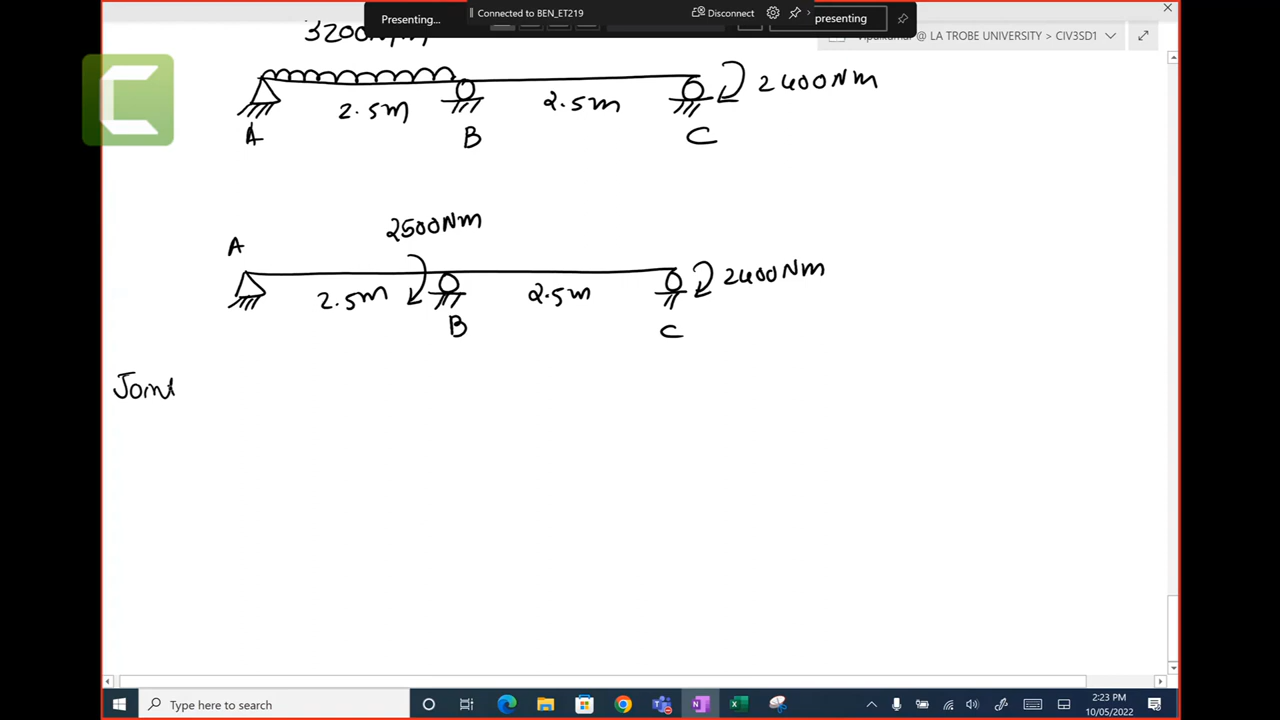 Presenting...
Connected to BEN_ET219
Disconnect
presenting
@ LA TROBE UNIVERSITY > CIV3SD1
2400Nm
2.5m
2.5m
A
B
C
2500Nm
A
2400Nm
2.5m
2.5m
B
C
Joint
Type here to search
2:23 PM
10/05/2022